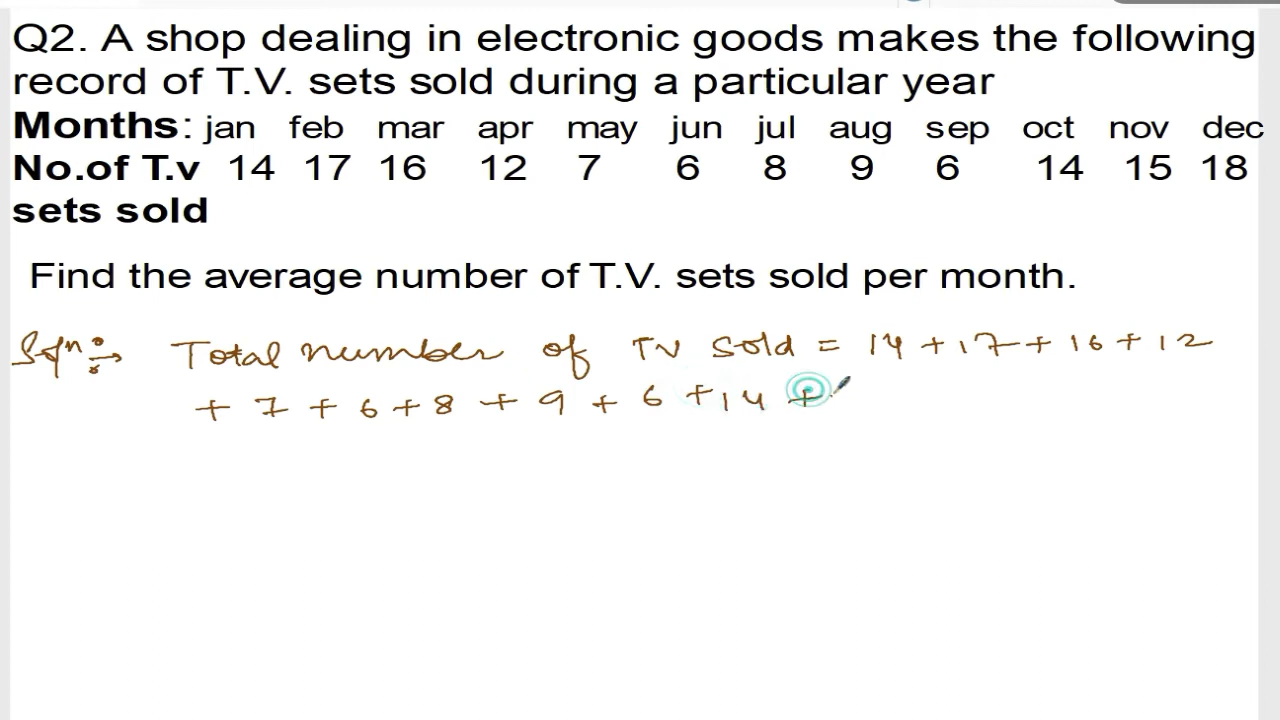 Q2. A shop dealing in electronic goods makes the following
record of T.V. sets sold during a particular year
Months: jan feb mar apr may jun jul aug sep oct nov dec
No.of T.v 14 17 16 12 7 6 8 9 6 14 15 18
sets sold
Find the average number of T.V. sets sold per month.
Sol^n :→ Total number of TV sold = 14 + 17 + 16 + 12
+ 7 + 6 + 8 + 9 + 6 + 14 +